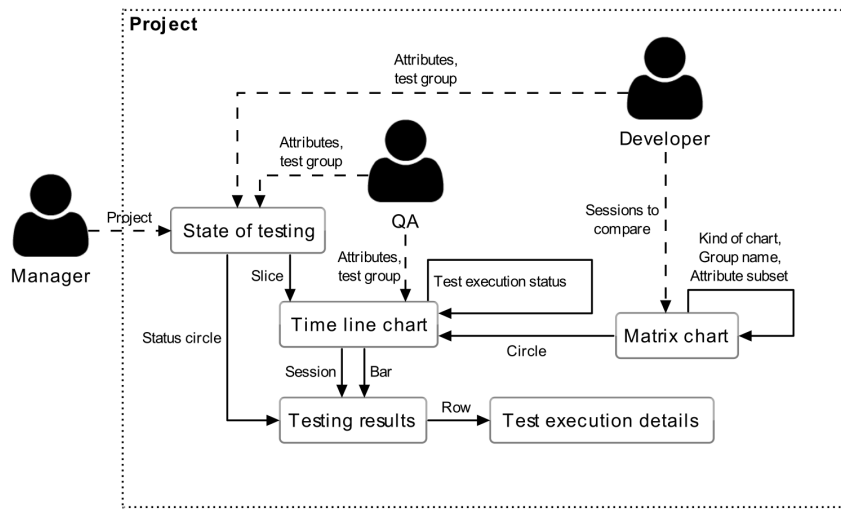 Project
Attributes,
test group
Developer
Attributes,
test group
QA
Project
Manager
State of testing
Sessions to
compare
Kind of chart,
Group name,
Attribute subset
Attributes,
test group
Slice
Test execution status
Time line chart
Matrix chart
Status circle
Circle
Session
Bar
Testing results
Row
Test execution details